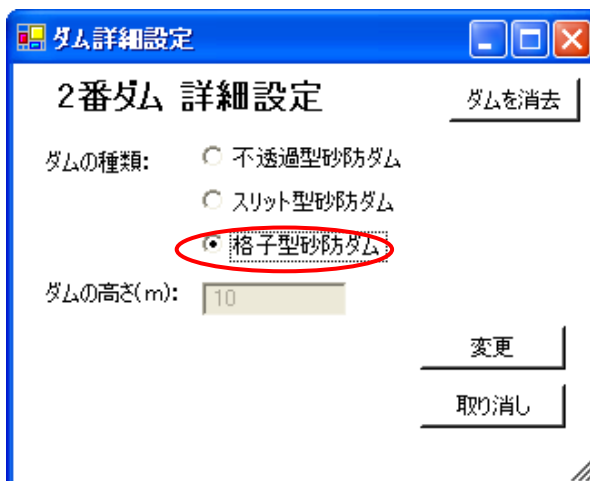 ダム詳細設定
2番ダム 詳細設定
ダムを消去
ダムの種類:
不透過型砂防ダム
スリット型砂防ダム
格子型砂防ダム
ダムの高さ(m):
10
変更
取り消し